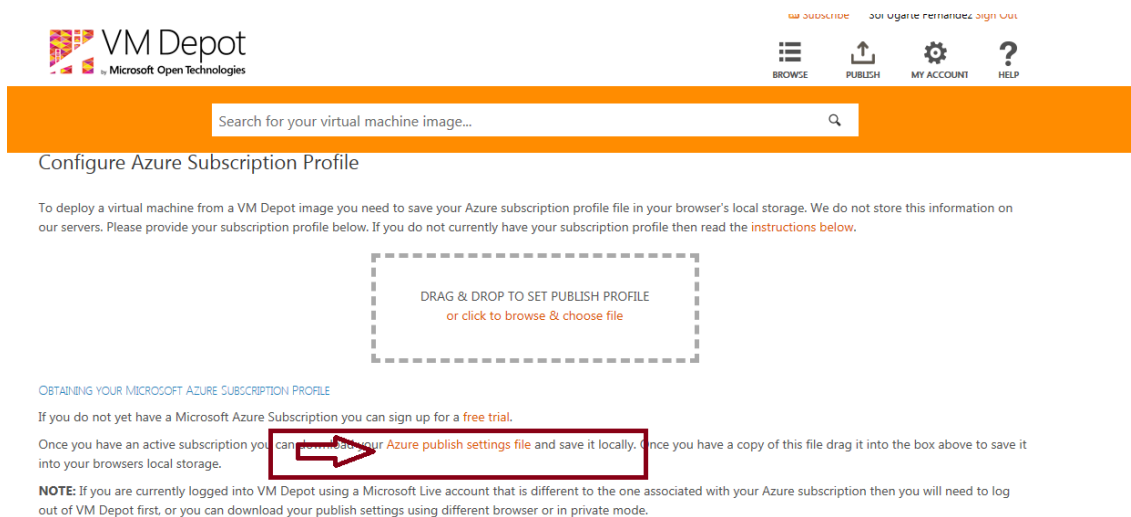 Subscribe Sol Ugarte Fernandez Sign Out
VM Depot
by Microsoft Open Technologies
BROWSE PUBLISH MY ACCOUNT HELP
Search for your virtual machine image...
Configure Azure Subscription Profile
To deploy a virtual machine from a VM Depot image you need to save your Azure subscription profile file in your browser's local storage. We do not store this information on
our servers. Please provide your subscription profile below. If you do not currently have your subscription profile then read the instructions below.
DRAG & DROP TO SET PUBLISH PROFILE
or click to browse & choose file
OBTAINING YOUR MICROSOFT AZURE SUBSCRIPTION PROFILE
If you do not yet have a Microsoft Azure Subscription you can sign up for a free trial.
Once you have an active subscription you can download your Azure publish settings file and save it locally. Once you have a copy of this file drag it into the box above to save it
into your browsers local storage.
NOTE: If you are currently logged into VM Depot using a Microsoft Live account that is different to the one associated with your Azure subscription then you will need to log
out of VM Depot first, or you can download your publish settings using different browser or in private mode.